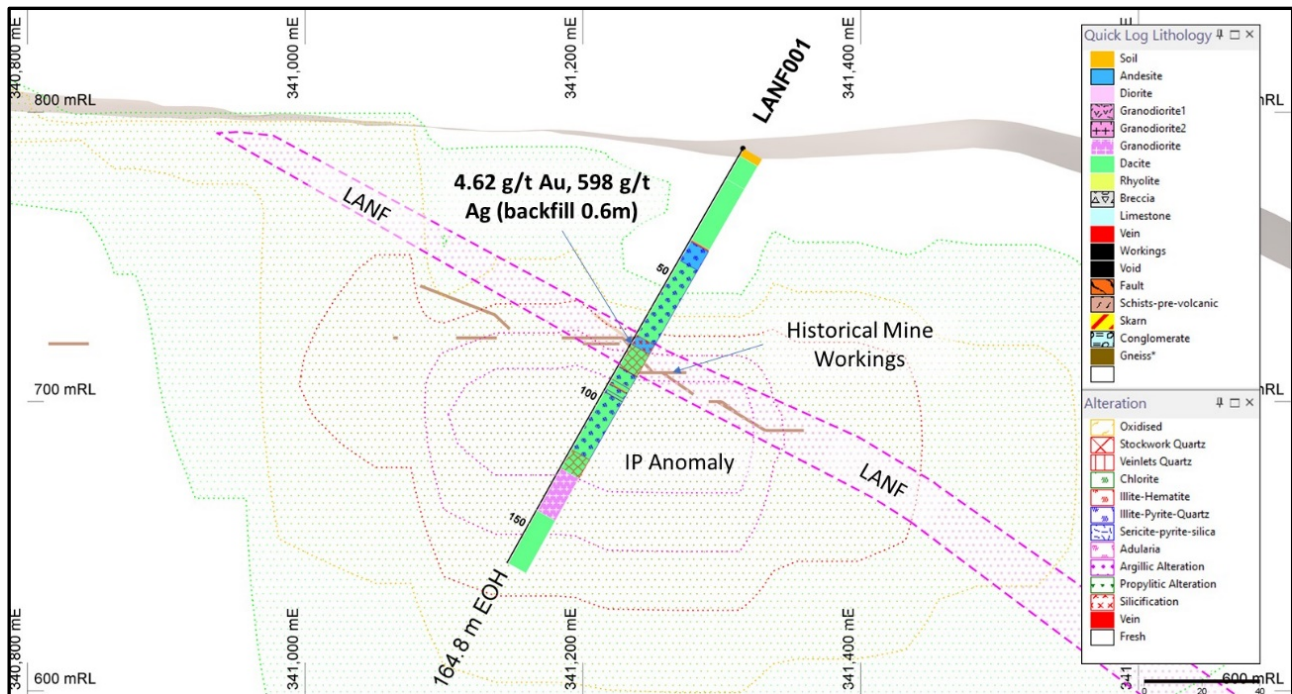 340,800 mE
341,000 mE
341,200 mE
341,400 mE
LANF001
800 mRL
mRL
4.62 g/t Au, 598 g/t
Ag (backfill 0.6m)
LANF
50
Historical Mine
Workings
700 mRL
mRL
100
IP Anomaly
LANF
150
164.8 m EOH
340,800 mE
341,000 mE
341,200 mE
341,400 mE
600 mRL
600 mRL
0
20
40
Quick Log Lithology
Soil
Andesite
Diorite
Granodiorite1
Granodiorite2
Granodiorite
Dacite
Rhyolite
Breccia
Limestone
Vein
Workings
Void
Fault
Schists-pre-volcanic
Skarn
Conglomerate
Gneiss*
Alteration
Oxidised
Stockwork Quartz
Veinlets Quartz
Chlorite
Illite-Hematite
Illite-Pyrite-Quartz
Sericite-pyrite-silica
Adularia
Argillic Alteration
Propylitic Alteration
Silicification
Vein
Fresh